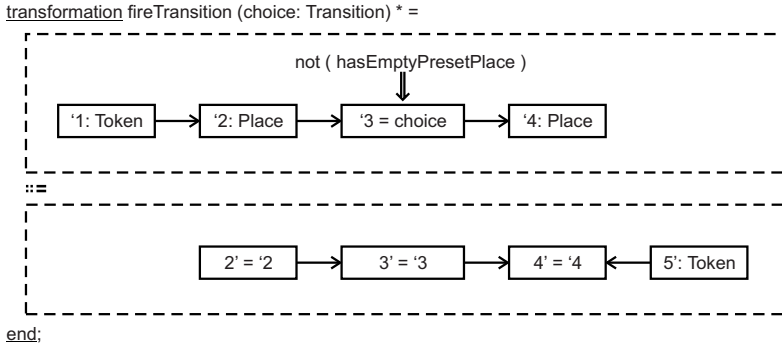 transformation fireTransition (choice: Transition) * =
not ( hasEmptyPresetPlace )
‘1: Token
‘2: Place
‘3 = choice
‘4: Place
::=
2’ = ‘2
3’ = ‘3
4’ = ‘4
5’: Token
end;